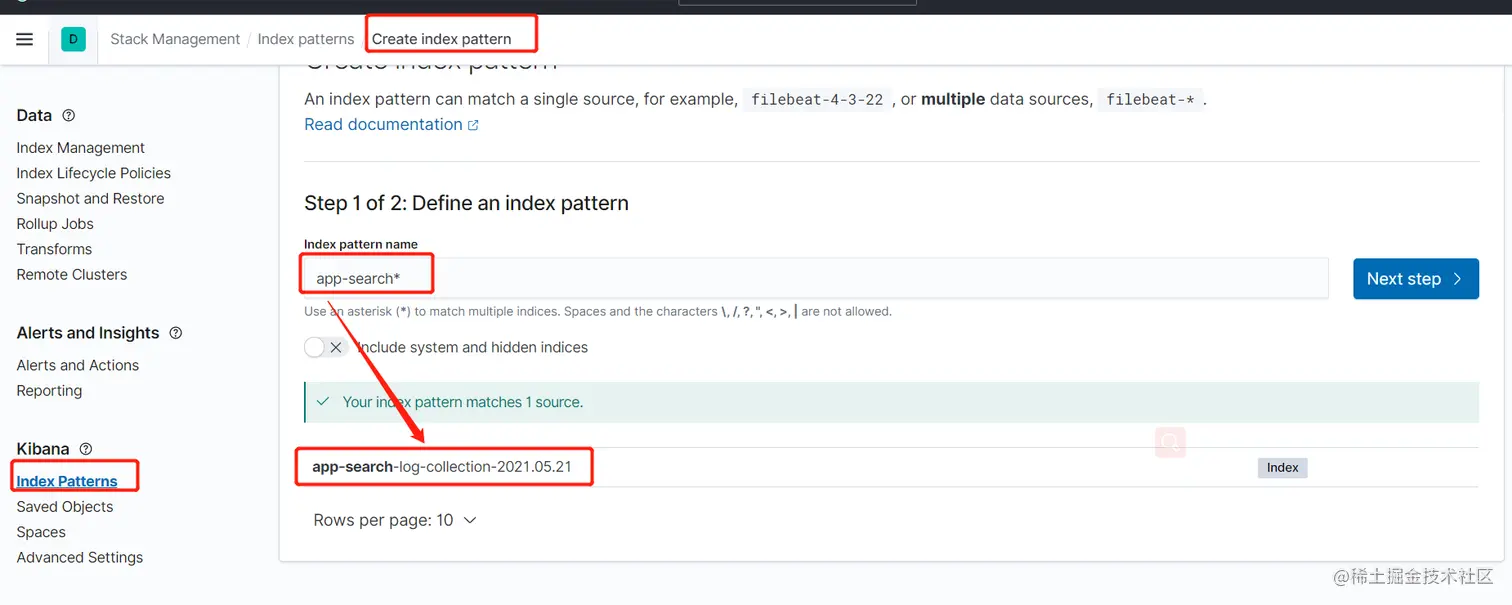 D Stack Management / Index patterns / Create index pattern
Create index pattern
An index pattern can match a single source, for example, filebeat-4-3-22 , or multiple data sources, filebeat-* .
Read documentation
Data
Index Management
Index Lifecycle Policies
Snapshot and Restore
Rollup Jobs
Transforms
Remote Clusters
Alerts and Insights
Alerts and Actions
Reporting
Kibana
Index Patterns
Saved Objects
Spaces
Advanced Settings
Step 1 of 2: Define an index pattern
Index pattern name
app-search*
Next step
Use an asterisk (*) to match multiple indices. Spaces and the characters \, /, ?, ", <, >, | are not allowed.
Include system and hidden indices
Your index pattern matches 1 source.
app-search-log-collection-2021.05.21 Index
Rows per page: 10
@稀土掘金技术社区